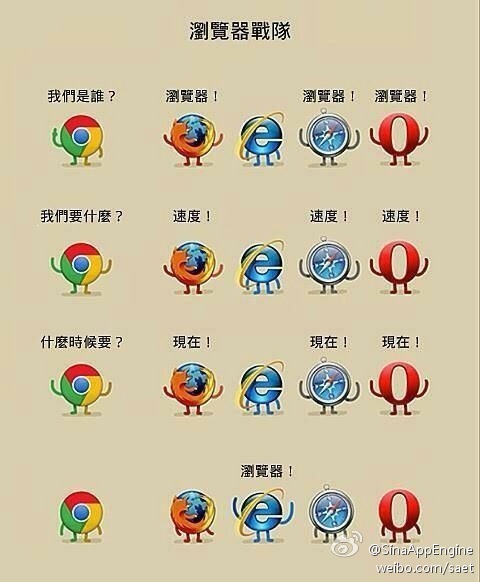 瀏覽器戰隊
我們是誰？ 瀏覽器！ 瀏覽器！ 瀏覽器！
我們要什麼？ 速度！ 速度！ 速度！
什麼時候要？ 現在！ 現在！ 現在！
瀏覽器！
@SinaAppEngine
weibo.com/saet